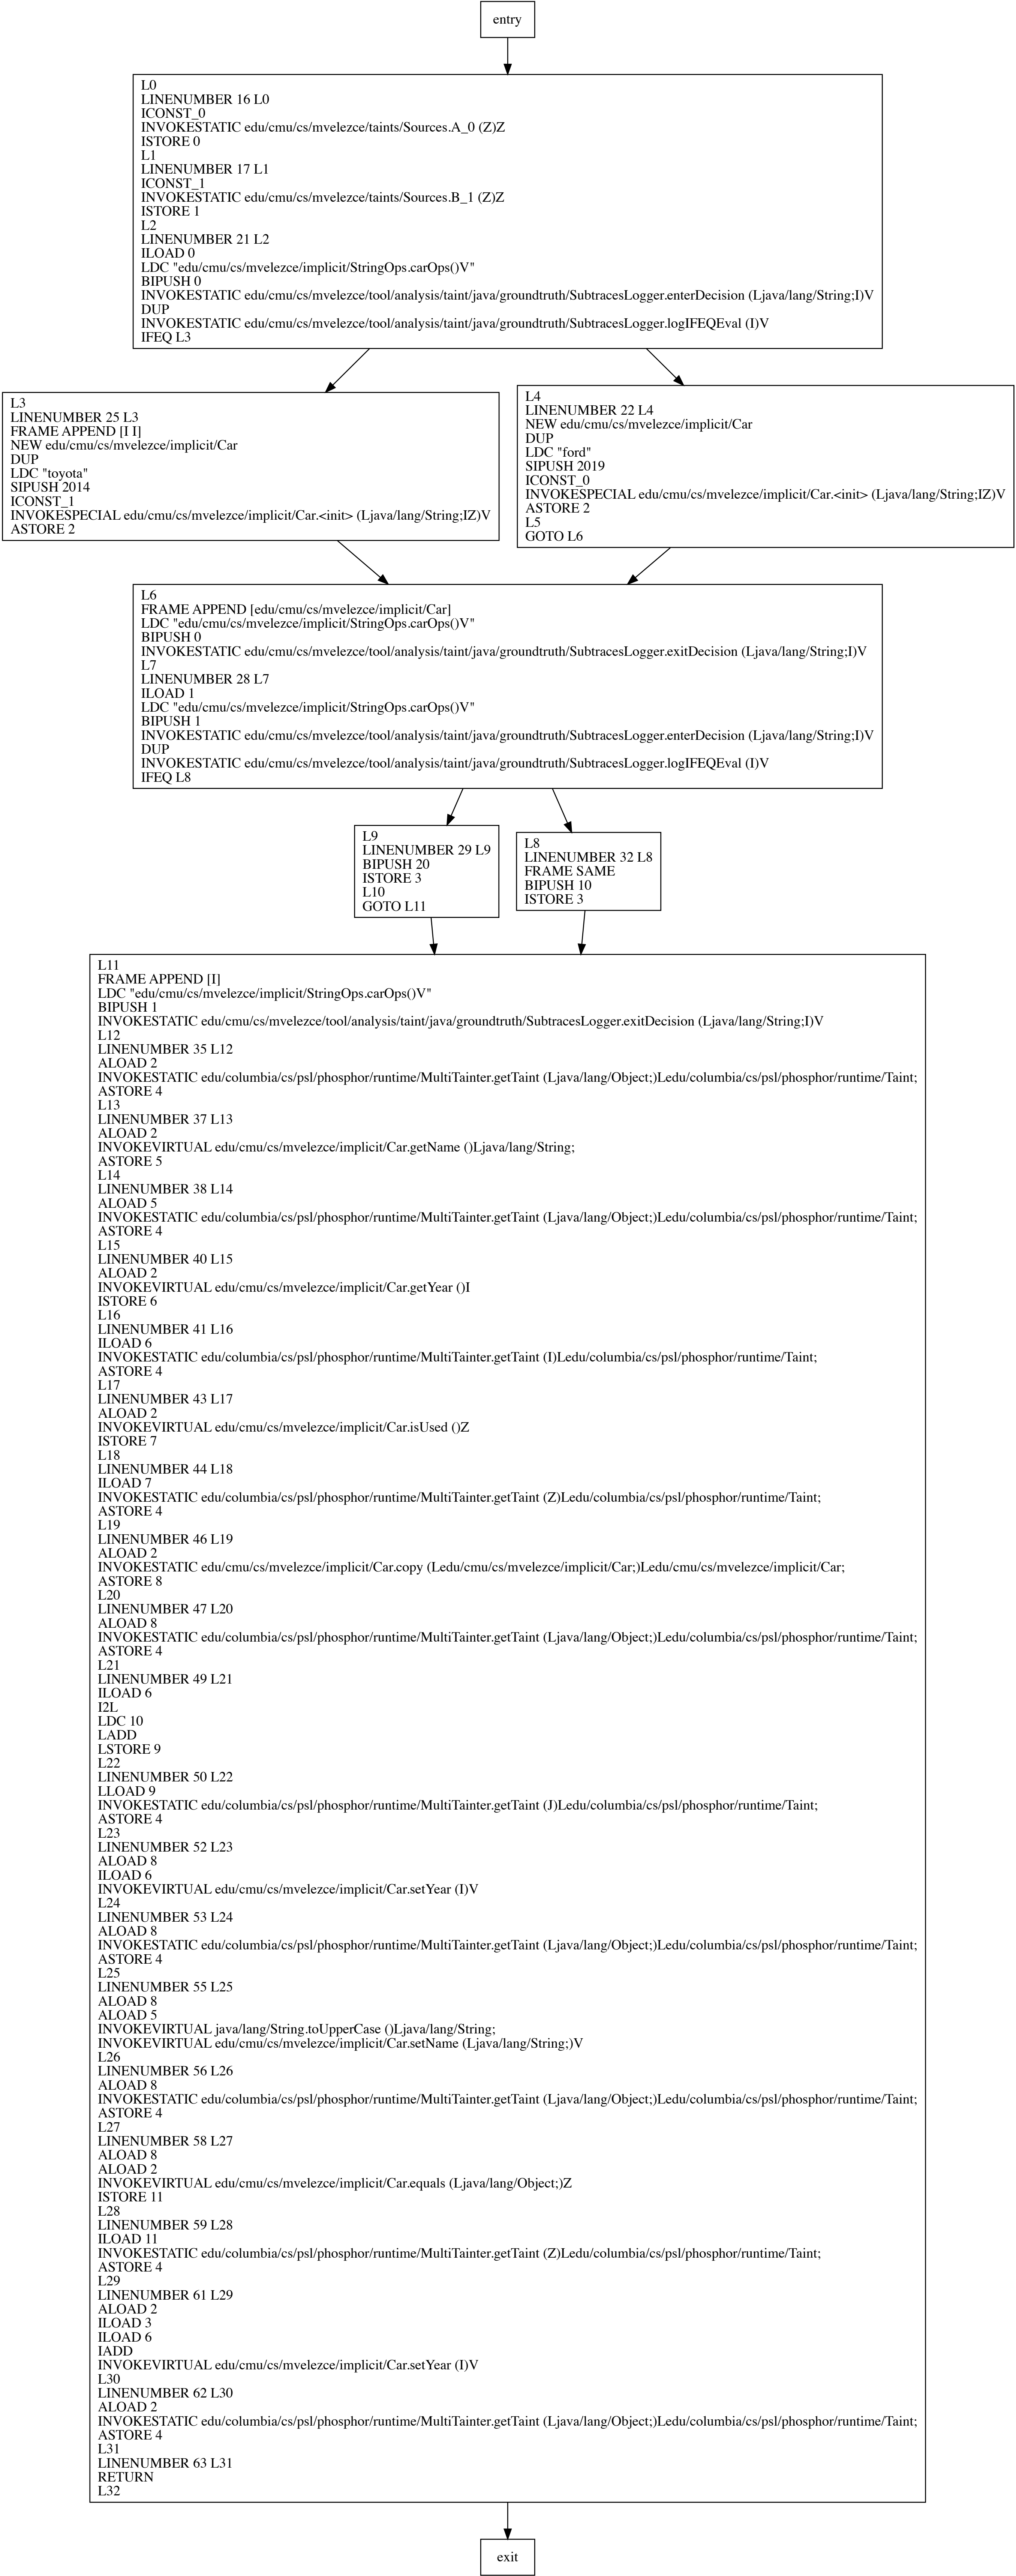 entry
L0
LINENUMBER 16 L0
ICONST_0
INVOKESTATIC edu/cmu/cs/mvelezce/taints/Sources.A_0 (Z)Z
ISTORE 0
L1
LINENUMBER 17 L1
ICONST_1
INVOKESTATIC edu/cmu/cs/mvelezce/taints/Sources.B_1 (Z)Z
ISTORE 1
L2
LINENUMBER 21 L2
ILOAD 0
LDC "edu/cmu/cs/mvelezce/implicit/StringOps.carOps()V"
BIPUSH 0
INVOKESTATIC edu/cmu/cs/mvelezce/tool/analysis/taint/java/groundtruth/SubtracesLogger.enterDecision (Ljava/lang/String;I)V
DUP
INVOKESTATIC edu/cmu/cs/mvelezce/tool/analysis/taint/java/groundtruth/SubtracesLogger.logIFEQEval (I)V
IFEQ L3
L3
LINENUMBER 25 L3
FRAME APPEND [I I]
NEW edu/cmu/cs/mvelezce/implicit/Car
DUP
LDC "toyota"
SIPUSH 2014
ICONST_1
INVOKESPECIAL edu/cmu/cs/mvelezce/implicit/Car.<init> (Ljava/lang/String;IZ)V
ASTORE 2
L4
LINENUMBER 22 L4
NEW edu/cmu/cs/mvelezce/implicit/Car
DUP
LDC "ford"
SIPUSH 2019
ICONST_0
INVOKESPECIAL edu/cmu/cs/mvelezce/implicit/Car.<init> (Ljava/lang/String;IZ)V
ASTORE 2
L5
GOTO L6
L6
FRAME APPEND [edu/cmu/cs/mvelezce/implicit/Car]
LDC "edu/cmu/cs/mvelezce/implicit/StringOps.carOps()V"
BIPUSH 0
INVOKESTATIC edu/cmu/cs/mvelezce/tool/analysis/taint/java/groundtruth/SubtracesLogger.exitDecision (Ljava/lang/String;I)V
L7
LINENUMBER 28 L7
ILOAD 1
LDC "edu/cmu/cs/mvelezce/implicit/StringOps.carOps()V"
BIPUSH 1
INVOKESTATIC edu/cmu/cs/mvelezce/tool/analysis/taint/java/groundtruth/SubtracesLogger.enterDecision (Ljava/lang/String;I)V
DUP
INVOKESTATIC edu/cmu/cs/mvelezce/tool/analysis/taint/java/groundtruth/SubtracesLogger.logIFEQEval (I)V
IFEQ L8
L9
LINENUMBER 29 L9
BIPUSH 20
ISTORE 3
L10
GOTO L11
L8
LINENUMBER 32 L8
FRAME SAME
BIPUSH 10
ISTORE 3
L11
FRAME APPEND [I]
LDC "edu/cmu/cs/mvelezce/implicit/StringOps.carOps()V"
BIPUSH 1
INVOKESTATIC edu/cmu/cs/mvelezce/tool/analysis/taint/java/groundtruth/SubtracesLogger.exitDecision (Ljava/lang/String;I)V
L12
LINENUMBER 35 L12
ALOAD 2
INVOKESTATIC edu/columbia/cs/psl/phosphor/runtime/MultiTainter.getTaint (Ljava/lang/Object;)Ledu/columbia/cs/psl/phosphor/runtime/Taint;
ASTORE 4
L13
LINENUMBER 37 L13
ALOAD 2
INVOKEVIRTUAL edu/cmu/cs/mvelezce/implicit/Car.getName ()Ljava/lang/String;
ASTORE 5
L14
LINENUMBER 38 L14
ALOAD 5
INVOKESTATIC edu/columbia/cs/psl/phosphor/runtime/MultiTainter.getTaint (Ljava/lang/Object;)Ledu/columbia/cs/psl/phosphor/runtime/Taint;
ASTORE 4
L15
LINENUMBER 40 L15
ALOAD 2
INVOKEVIRTUAL edu/cmu/cs/mvelezce/implicit/Car.getYear ()I
ISTORE 6
L16
LINENUMBER 41 L16
ILOAD 6
INVOKESTATIC edu/columbia/cs/psl/phosphor/runtime/MultiTainter.getTaint (I)Ledu/columbia/cs/psl/phosphor/runtime/Taint;
ASTORE 4
L17
LINENUMBER 43 L17
ALOAD 2
INVOKEVIRTUAL edu/cmu/cs/mvelezce/implicit/Car.isUsed ()Z
ISTORE 7
L18
LINENUMBER 44 L18
ILOAD 7
INVOKESTATIC edu/columbia/cs/psl/phosphor/runtime/MultiTainter.getTaint (Z)Ledu/columbia/cs/psl/phosphor/runtime/Taint;
ASTORE 4
L19
LINENUMBER 46 L19
ALOAD 2
INVOKESTATIC edu/cmu/cs/mvelezce/implicit/Car.copy (Ledu/cmu/cs/mvelezce/implicit/Car;)Ledu/cmu/cs/mvelezce/implicit/Car;
ASTORE 8
L20
LINENUMBER 47 L20
ALOAD 8
INVOKESTATIC edu/columbia/cs/psl/phosphor/runtime/MultiTainter.getTaint (Ljava/lang/Object;)Ledu/columbia/cs/psl/phosphor/runtime/Taint;
ASTORE 4
L21
LINENUMBER 49 L21
ILOAD 6
I2L
LDC 10
LADD
LSTORE 9
L22
LINENUMBER 50 L22
LLOAD 9
INVOKESTATIC edu/columbia/cs/psl/phosphor/runtime/MultiTainter.getTaint (J)Ledu/columbia/cs/psl/phosphor/runtime/Taint;
ASTORE 4
L23
LINENUMBER 52 L23
ALOAD 8
ILOAD 6
INVOKEVIRTUAL edu/cmu/cs/mvelezce/implicit/Car.setYear (I)V
L24
LINENUMBER 53 L24
ALOAD 8
INVOKESTATIC edu/columbia/cs/psl/phosphor/runtime/MultiTainter.getTaint (Ljava/lang/Object;)Ledu/columbia/cs/psl/phosphor/runtime/Taint;
ASTORE 4
L25
LINENUMBER 55 L25
ALOAD 8
ALOAD 5
INVOKEVIRTUAL java/lang/String.toUpperCase ()Ljava/lang/String;
INVOKEVIRTUAL edu/cmu/cs/mvelezce/implicit/Car.setName (Ljava/lang/String;)V
L26
LINENUMBER 56 L26
ALOAD 8
INVOKESTATIC edu/columbia/cs/psl/phosphor/runtime/MultiTainter.getTaint (Ljava/lang/Object;)Ledu/columbia/cs/psl/phosphor/runtime/Taint;
ASTORE 4
L27
LINENUMBER 58 L27
ALOAD 8
ALOAD 2
INVOKEVIRTUAL edu/cmu/cs/mvelezce/implicit/Car.equals (Ljava/lang/Object;)Z
ISTORE 11
L28
LINENUMBER 59 L28
ILOAD 11
INVOKESTATIC edu/columbia/cs/psl/phosphor/runtime/MultiTainter.getTaint (Z)Ledu/columbia/cs/psl/phosphor/runtime/Taint;
ASTORE 4
L29
LINENUMBER 61 L29
ALOAD 2
ILOAD 3
ILOAD 6
IADD
INVOKEVIRTUAL edu/cmu/cs/mvelezce/implicit/Car.setYear (I)V
L30
LINENUMBER 62 L30
ALOAD 2
INVOKESTATIC edu/columbia/cs/psl/phosphor/runtime/MultiTainter.getTaint (Ljava/lang/Object;)Ledu/columbia/cs/psl/phosphor/runtime/Taint;
ASTORE 4
L31
LINENUMBER 63 L31
RETURN
L32
exit